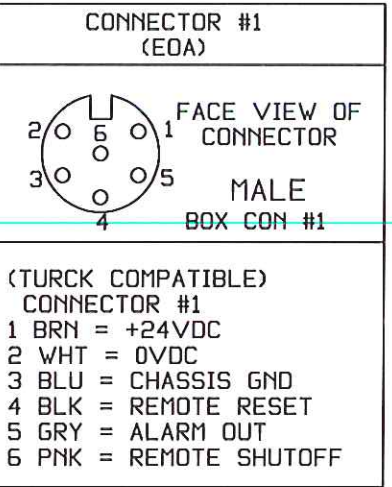 CONNECTOR #1
(EOA)
FACE VIEW OF
CONNECTOR
2 6 1
3 5
4
MALE
BOX CON #1
(TURCK COMPATIBLE)
CONNECTOR #1
1 BRN = +24VDC
2 WHT = 0VDC
3 BLU = CHASSIS GND
4 BLK = REMOTE RESET
5 GRY = ALARM OUT
6 PNK = REMOTE SHUTOFF